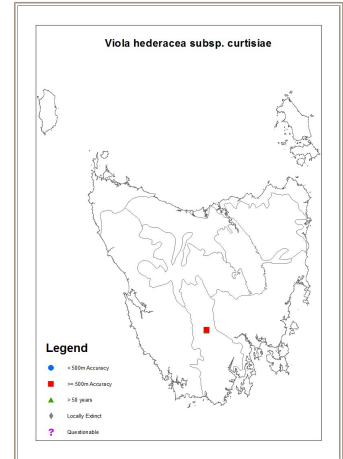 Viola hederacea subsp. curtisiae
Legend
< 500m Accuracy
>= 500m Accuracy
> 50 years
Locally Extinct
? Questionable